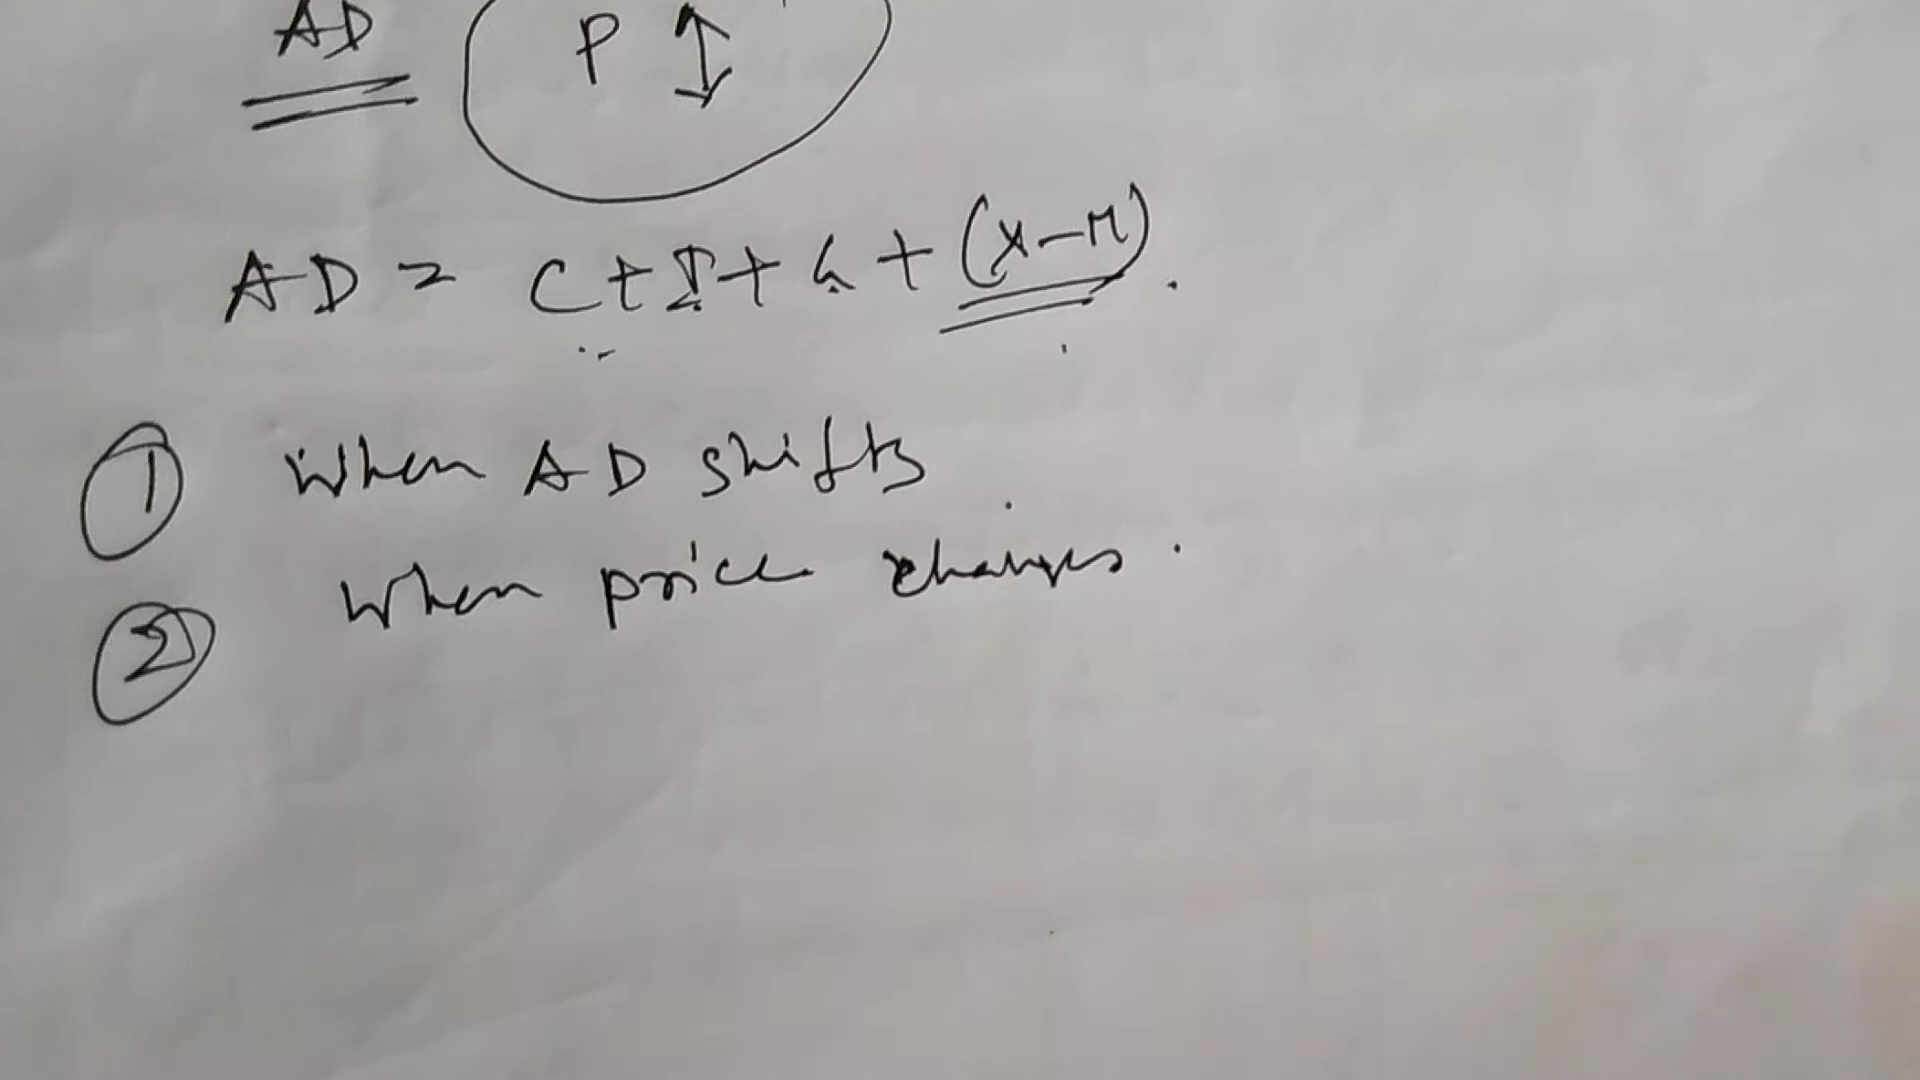 AD P ↕
AD = C + I + G + (X-M).
① When AD shifts
② When price changes.